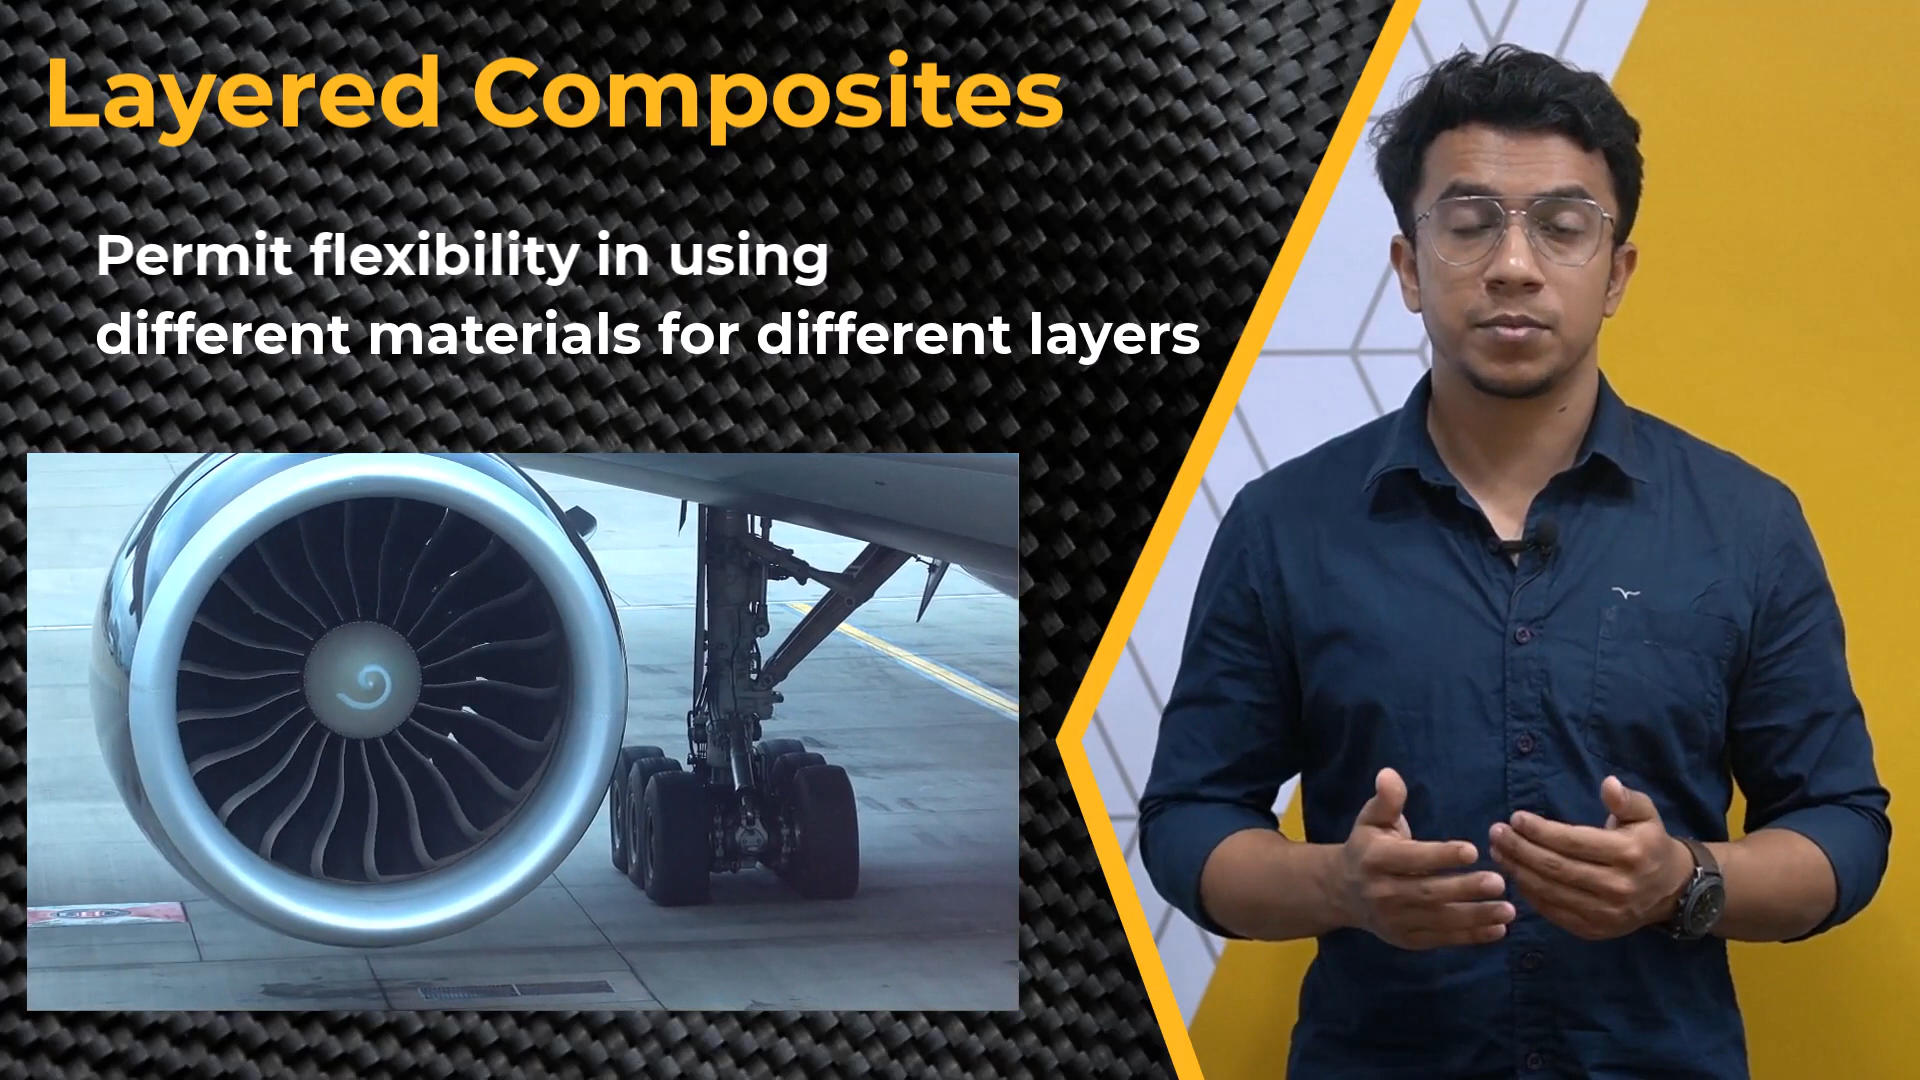 Layered Composites
Permit flexibility in using
different materials for different layers